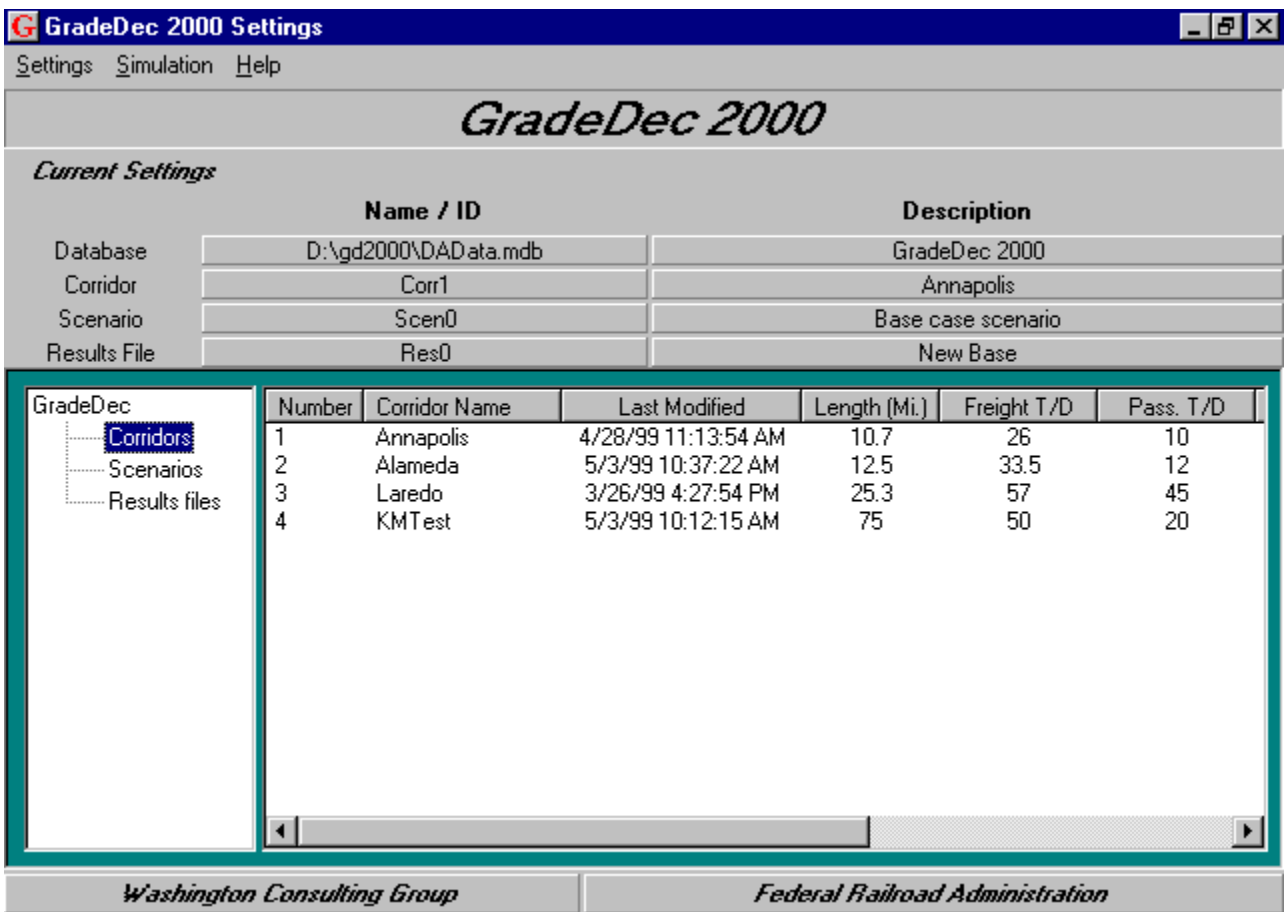 G GradeDec 2000 Settings
Settings Simulation Help
GradeDec 2000
Current Settings
Name / ID Description
Database D:\gd2000\DAData.mdb GradeDec 2000
Corridor Corr1 Annapolis
Scenario Scen0 Base case scenario
Results File Res0 New Base
GradeDec
Corridors
Scenarios
Results files
Number Corridor Name Last Modified Length (Mi.) Freight T/D Pass. T/D
1 Annapolis 4/28/99 11:13:54 AM 10.7 26 10
2 Alameda 5/3/99 10:37:22 AM 12.5 33.5 12
3 Laredo 3/26/99 4:27:54 PM 25.3 57 45
4 KMTest 5/3/99 10:12:15 AM 75 50 20
Washington Consulting Group Federal Railroad Administration